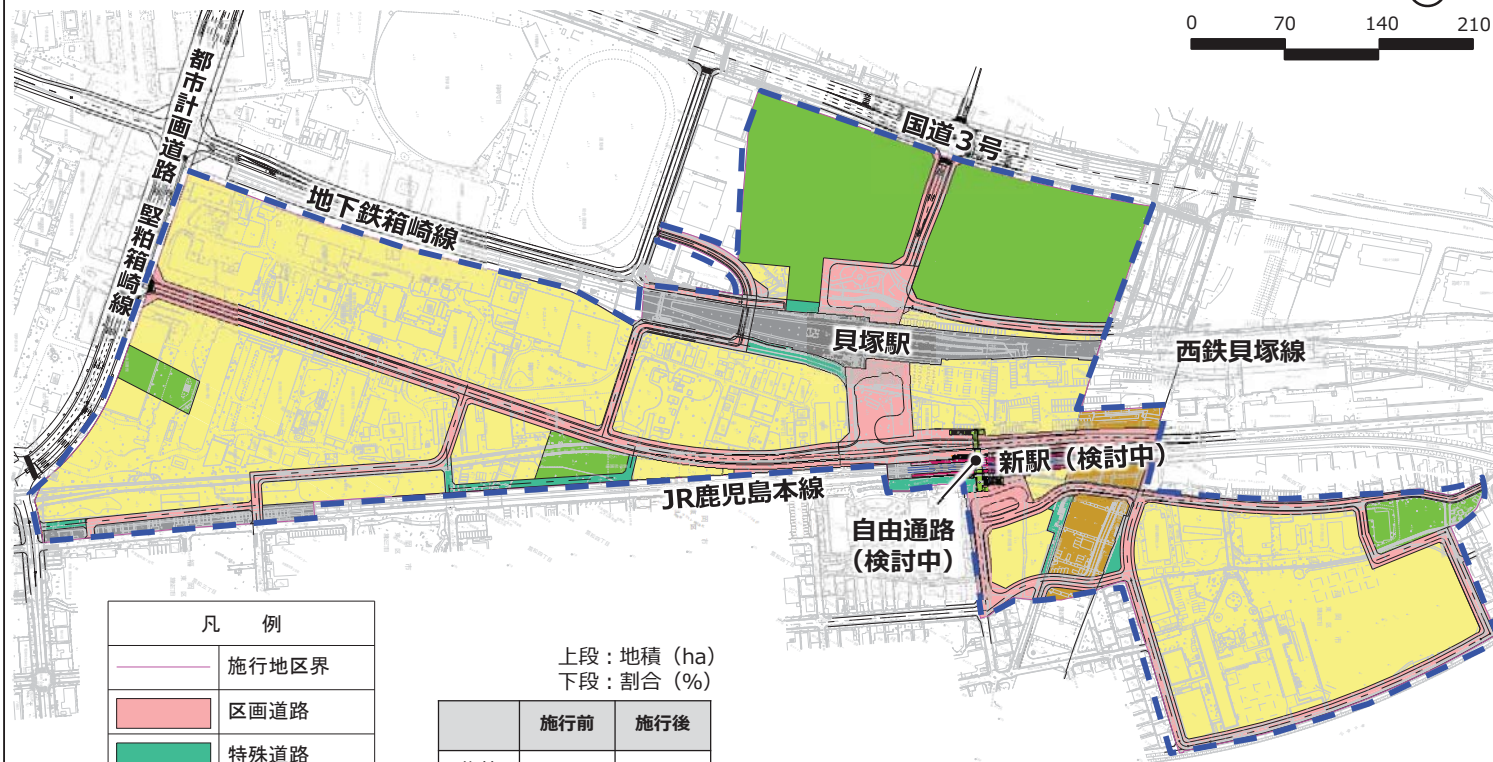 0 70 140 210
都市計画道路 堅粕箱崎線
地下鉄箱崎線
国道3号
貝塚駅
西鉄貝塚線
新駅（検討中）
JR鹿児島本線
自由通路
（検討中）
凡 例
施行地区界
区画道路
特殊道路
上段：地積（ha）
下段：割合（%）
施行前 施行後